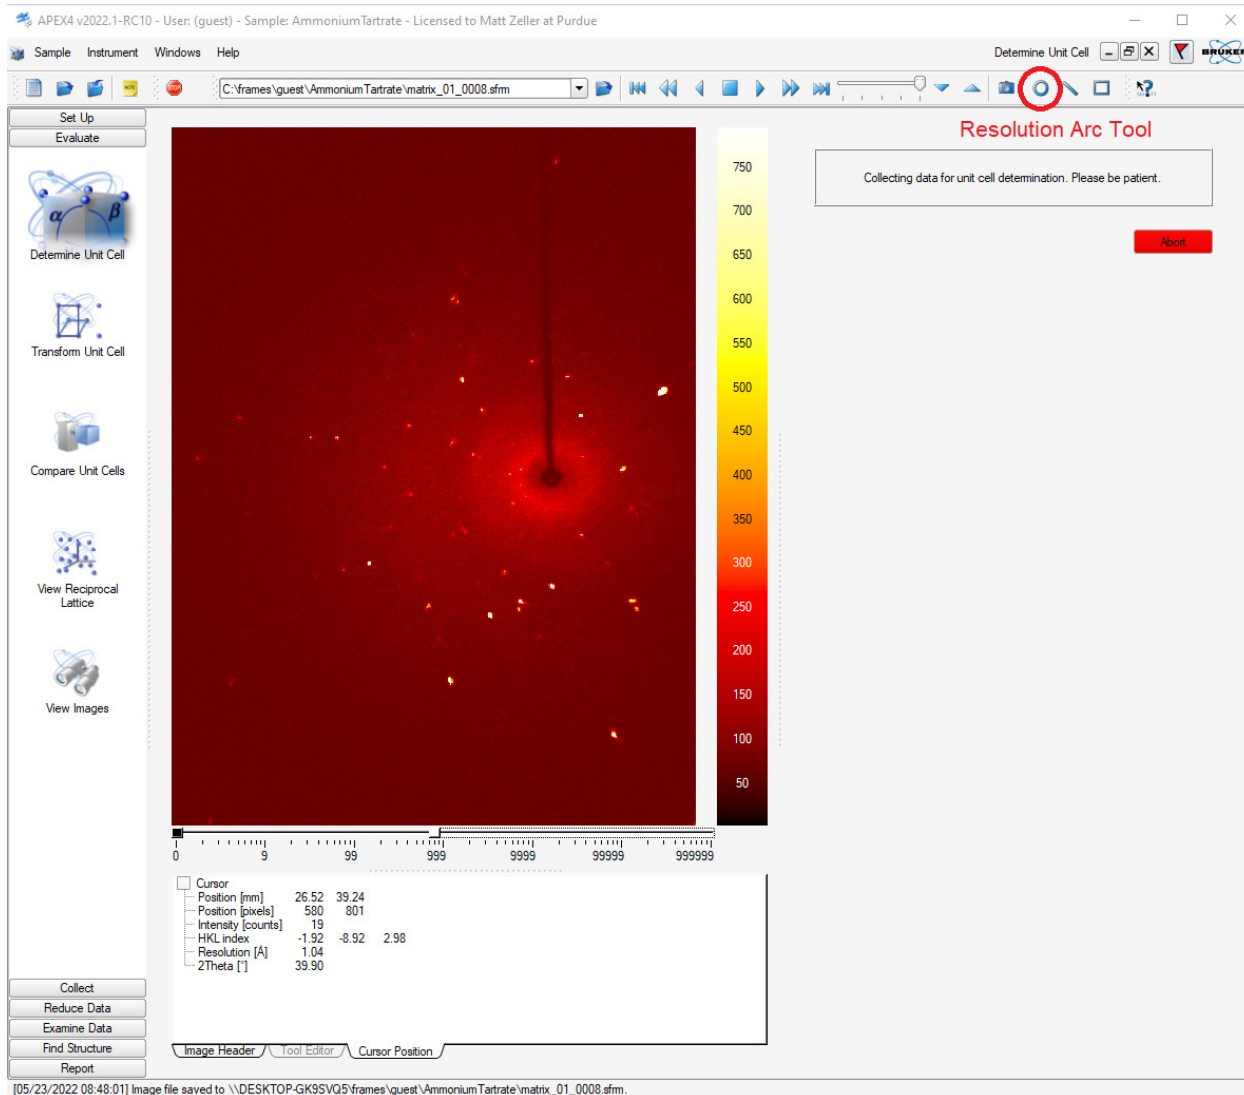 APEX4 v2022.1-RC10 - User: (guest) - Sample: AmmoniumTartrate - Licensed to Matt Zeller at Purdue
Sample Instrument Windows Help Determine Unit Cell BRUKER
NOTE STOP C:\frames\guest\AmmoniumTartrate\matrix_01_0008.sfrm
Set Up
Evaluate
Resolution Arc Tool
Collecting data for unit cell determination. Please be patient.
Abort
α β
Determine Unit Cell
Transform Unit Cell
Compare Unit Cells
View Reciprocal
Lattice
View Images
750
700
650
600
550
500
450
400
350
300
250
200
150
100
50
0 9 99 999 9999 99999 999999
Cursor
Position [mm] 26.52 39.24
Position [pixels] 580 801
Intensity [counts] 19
HKL index -1.92 -8.92 2.98
Resolution [Å] 1.04
2Theta [°] 39.90
Collect
Reduce Data
Examine Data
Find Structure
Report
Image Header Tool Editor Cursor Position
[05/23/2022 08:48:01] Image file saved to \\DESKTOP-GK9SVQ5\frames\guest\AmmoniumTartrate\matrix_01_0008.sfrm.